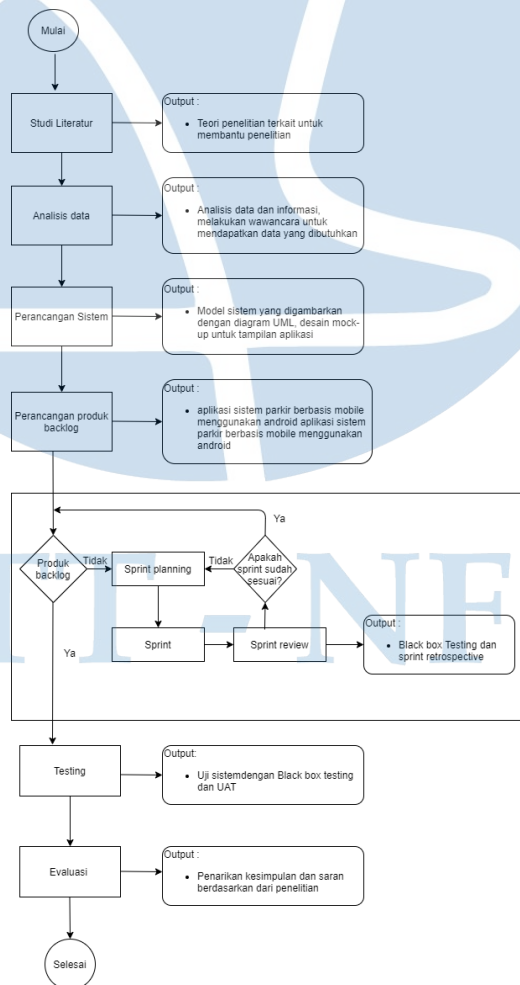 Mulai
Studi Literatur
Output :
• Teori penelitian terkait untuk
membantu penelitian
Analisis data
Output :
• Analisis data dan informasi,
melakukan wawancara untuk
mendapatkan data yang dibutuhkan
Perancangan Sistem
Output :
• Model sistem yang digambarkan
dengan diagram UML, desain mock-
up untuk tampilan aplikasi
Perancangan produk
backlog
Output :
• aplikasi sistem parkir berbasis mobile
menggunakan android aplikasi sistem
parkir berbasis mobile menggunakan
android
Ya
Produk
backlog
Tidak
Sprint planning
Tidak
Apakah
sprint sudah
sesuai?
Ya
Sprint
Sprint review
Output :
• Black box Testing dan
sprint retrospective
Testing
Output:
• Uji sistemdengan Black box testing
dan UAT
Evaluasi
Output :
• Penarikan kesimpulan dan saran
berdasarkan dari penelitian
Selesai